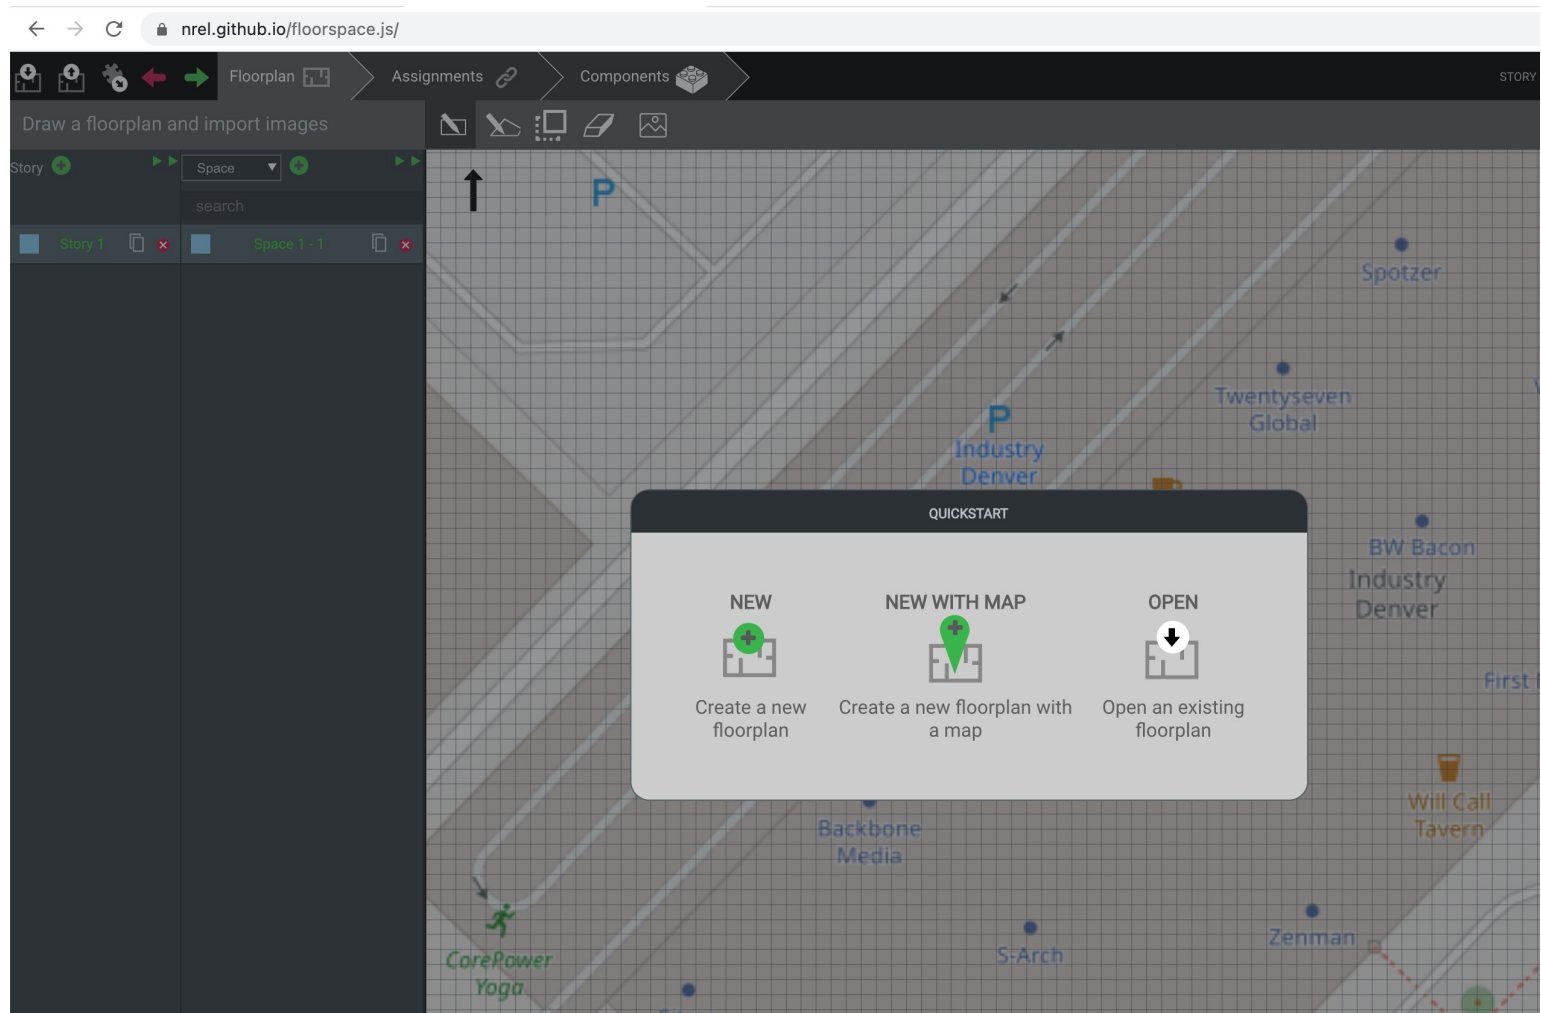 nrel.github.io/floorspace.js/
Floorplan
Assignments
Components
STORY
Draw a floorplan and import images
Story
Space
search
Story 1
Space 1 - 1
P
Spotzer
Twentyseven
Global
P
Industry
Denver
BW Bacon
Industry
Denver
First
QUICKSTART
NEW
Create a new
floorplan
NEW WITH MAP
Create a new floorplan with
a map
OPEN
Open an existing
floorplan
Will Call
Tavern
Backbone
Media
Zenman
S-Arch
CorePower
Yoga